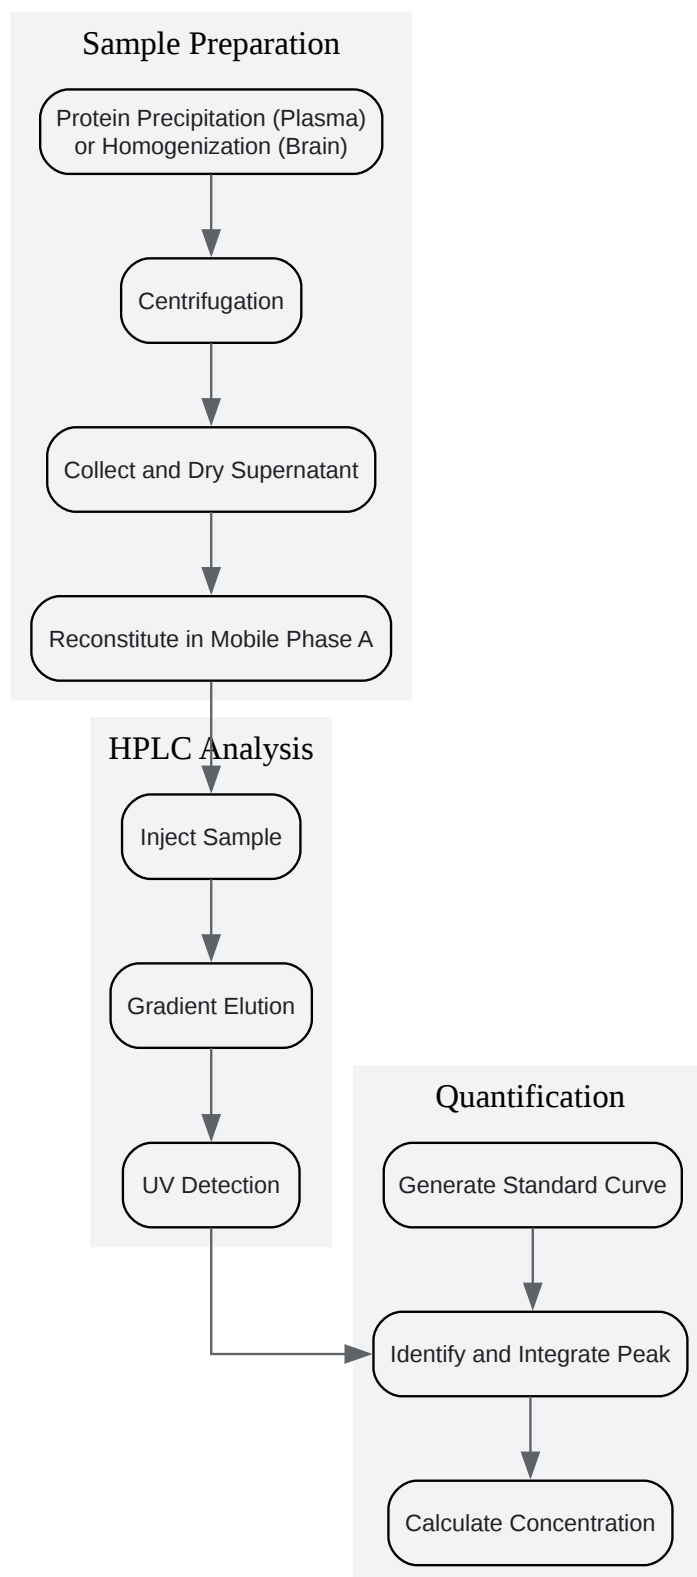 Sample Preparation
Protein Precipitation (Plasma)
or Homogenization (Brain)
Centrifugation
Collect and Dry Supernatant
Reconstitute in Mobile Phase A
HPLC Analysis
Inject Sample
Gradient Elution
UV Detection
Quantification
Generate Standard Curve
Identify and Integrate Peak
Calculate Concentration